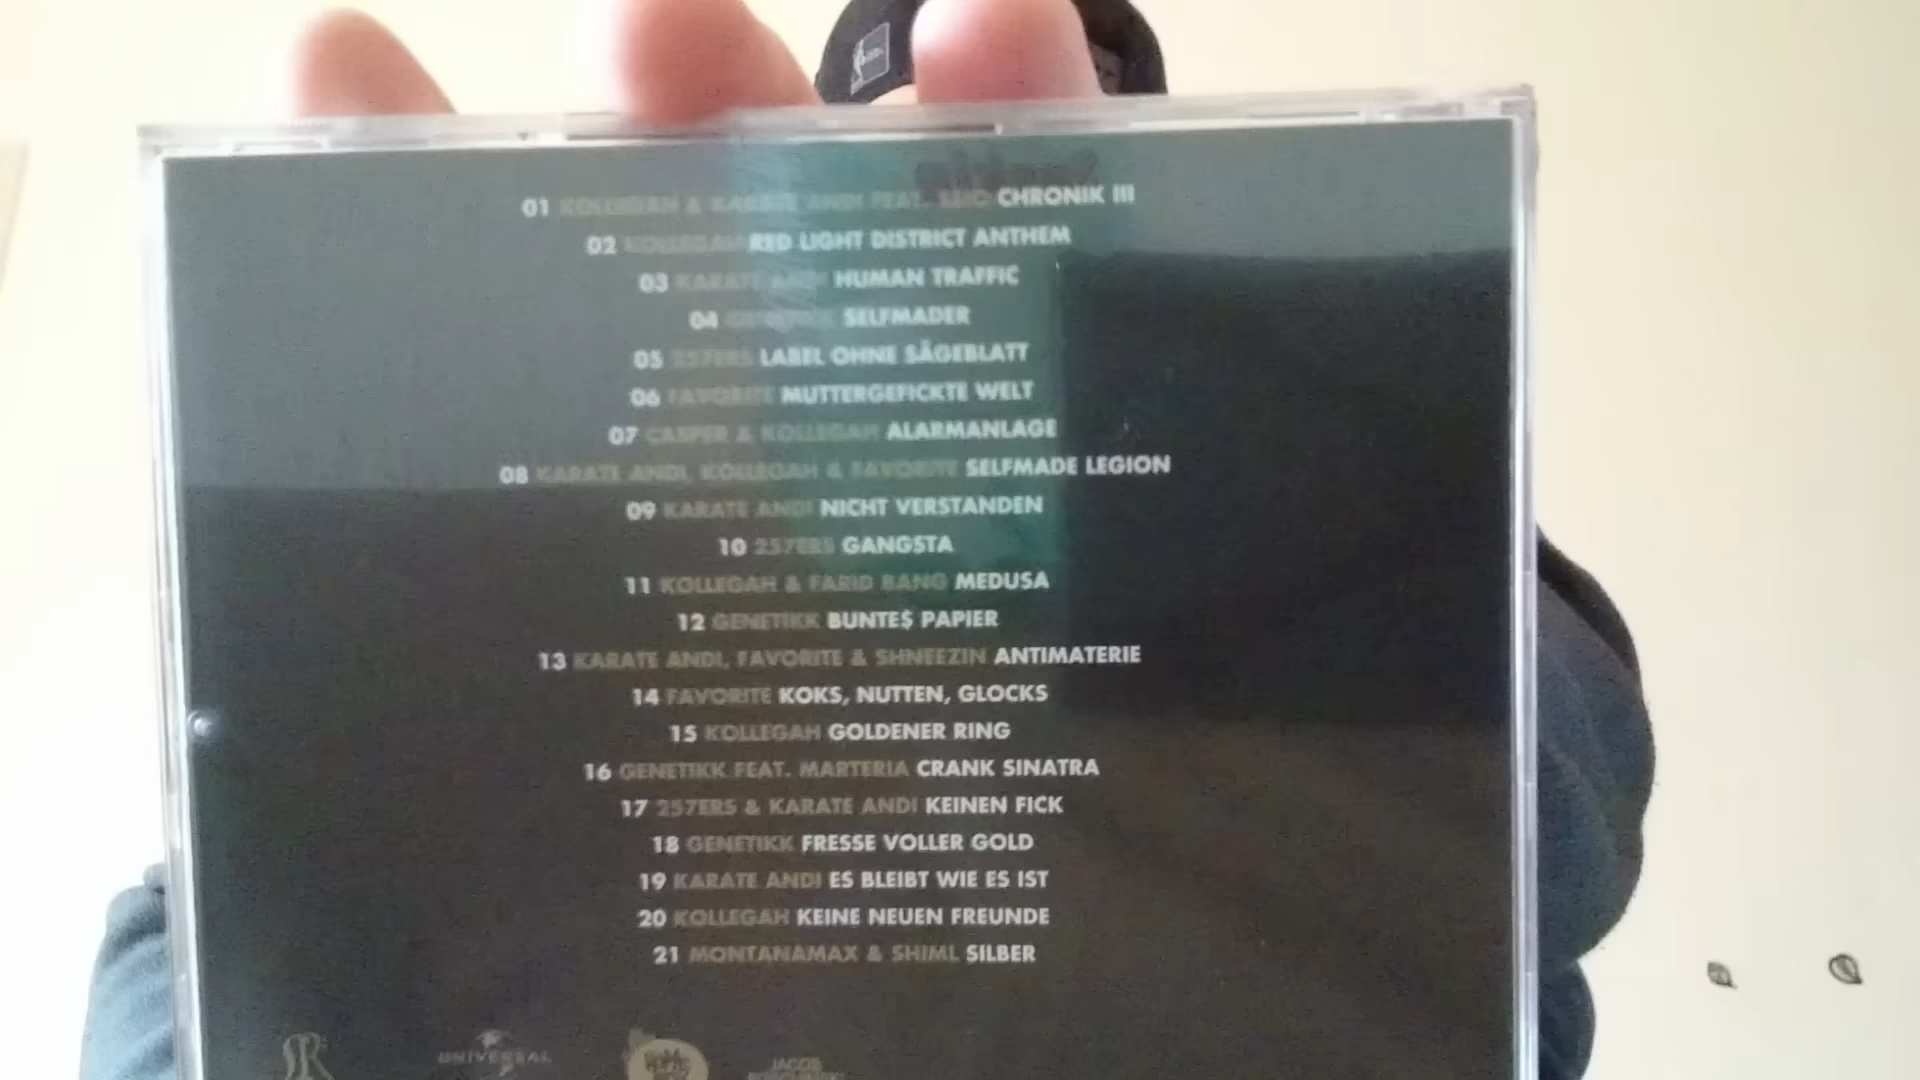 01 KOLLEGAH & KARATE ANDI FEAT. SSIO CHRONIK III
02 KOLLEGAH RED LIGHT DISTRICT ANTHEM
03 KARATE ANDI HUMAN TRAFFIC
04 GENETIKK SELFMADER
05 257ERS LABEL OHNE SÄGEBLATT
06 FAVORITE MUTTERGEFICKTE WELT
07 CASPER & KOLLEGAH ALARMANLAGE
08 KARATE ANDI, KOLLEGAH & FAVORITE SELFMADE LEGION
09 KARATE ANDI NICHT VERSTANDEN
10 257ERS GANGSTA
11 KOLLEGAH & FARID BANG MEDUSA
12 GENETIKK BUNTE$ PAPIER
13 KARATE ANDI, FAVORITE & SHNEEZIN ANTIMATERIE
14 FAVORITE KOKS, NUTTEN, GLOCKS
15 KOLLEGAH GOLDENER RING
16 GENETIKK FEAT. MARTERIA CRANK SINATRA
17 257ERS & KARATE ANDI KEINEN FICK
18 GENETIKK FRESSE VOLLER GOLD
19 KARATE ANDI ES BLEIBT WIE ES IST
20 KOLLEGAH KEINE NEUEN FREUNDE
21 MONTANAMAX & SHIML SILBER
UNIVERSAL
JACOB